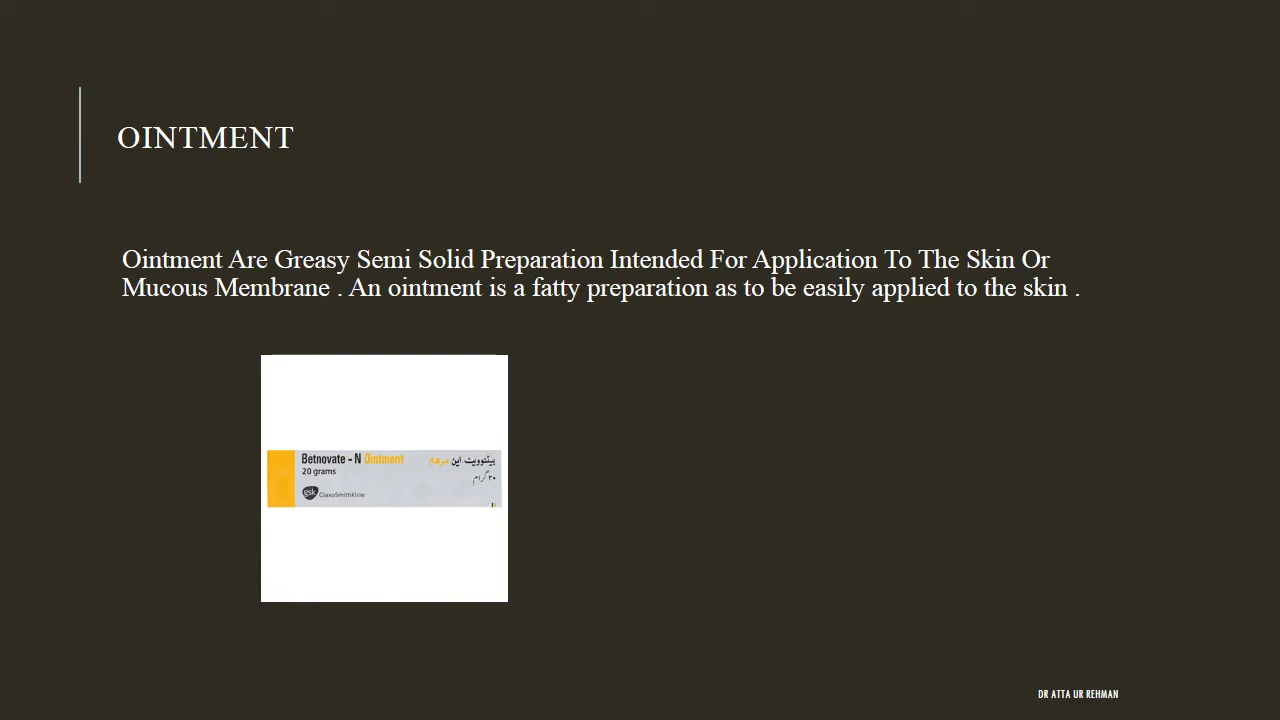 OINTMENT
Ointment Are Greasy Semi Solid Preparation Intended For Application To The Skin Or
Mucous Membrane . An ointment is a fatty preparation as to be easily applied to the skin .
Betnovate - N Ointment
20 grams
بیٹنوویٹ این مرہم
۲۰ گرام
gsk GlaxoSmithKline
DR ATTA UR REHMAN